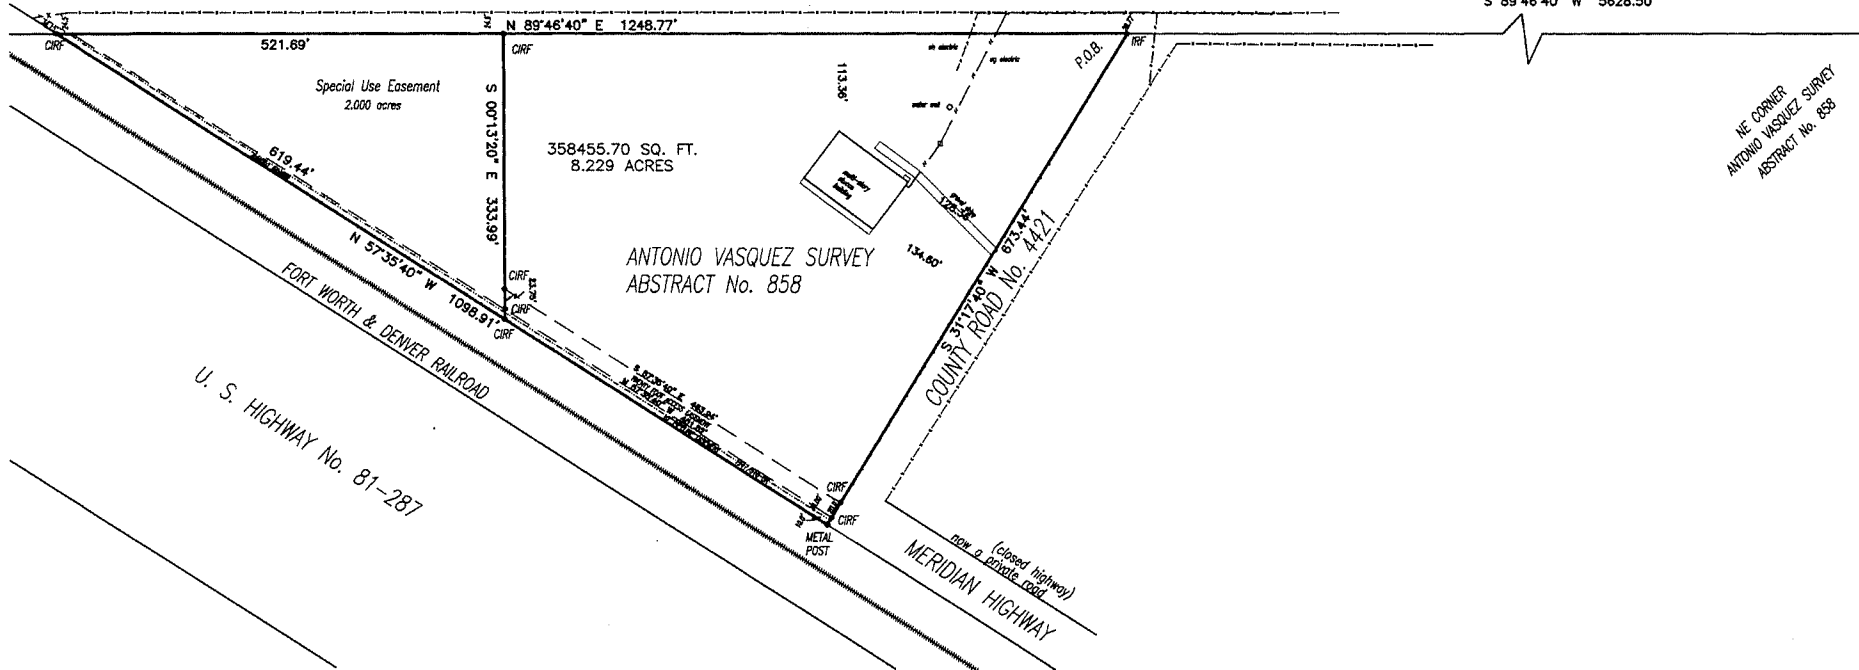 S 89°46'40" W 5628.50'
N 89°46'40" E 1248.77'
521.69'
CIRF
CIRF
IRF
P.O.B.
Special Use Easement
2.000 acres
S 00°13'20" E 333.99'
113.36'
358455.70 SQ. FT.
8.229 ACRES
NE CORNER
ANTONIO VASQUEZ SURVEY
ABSTRACT No. 858
619.44'
N 57°35'40" W 1098.91'
ANTONIO VASQUEZ SURVEY
ABSTRACT No. 858
134.60'
S 31°17'40" W 673.44'
COUNTY ROAD No. 4421
CIRF
CIRF
CIRF
FORT WORTH & DENVER RAILROAD
U. S. HIGHWAY No. 81-287
CIRF
CIRF
METAL
POST
(closed highway)
now a private road
MERIDIAN HIGHWAY